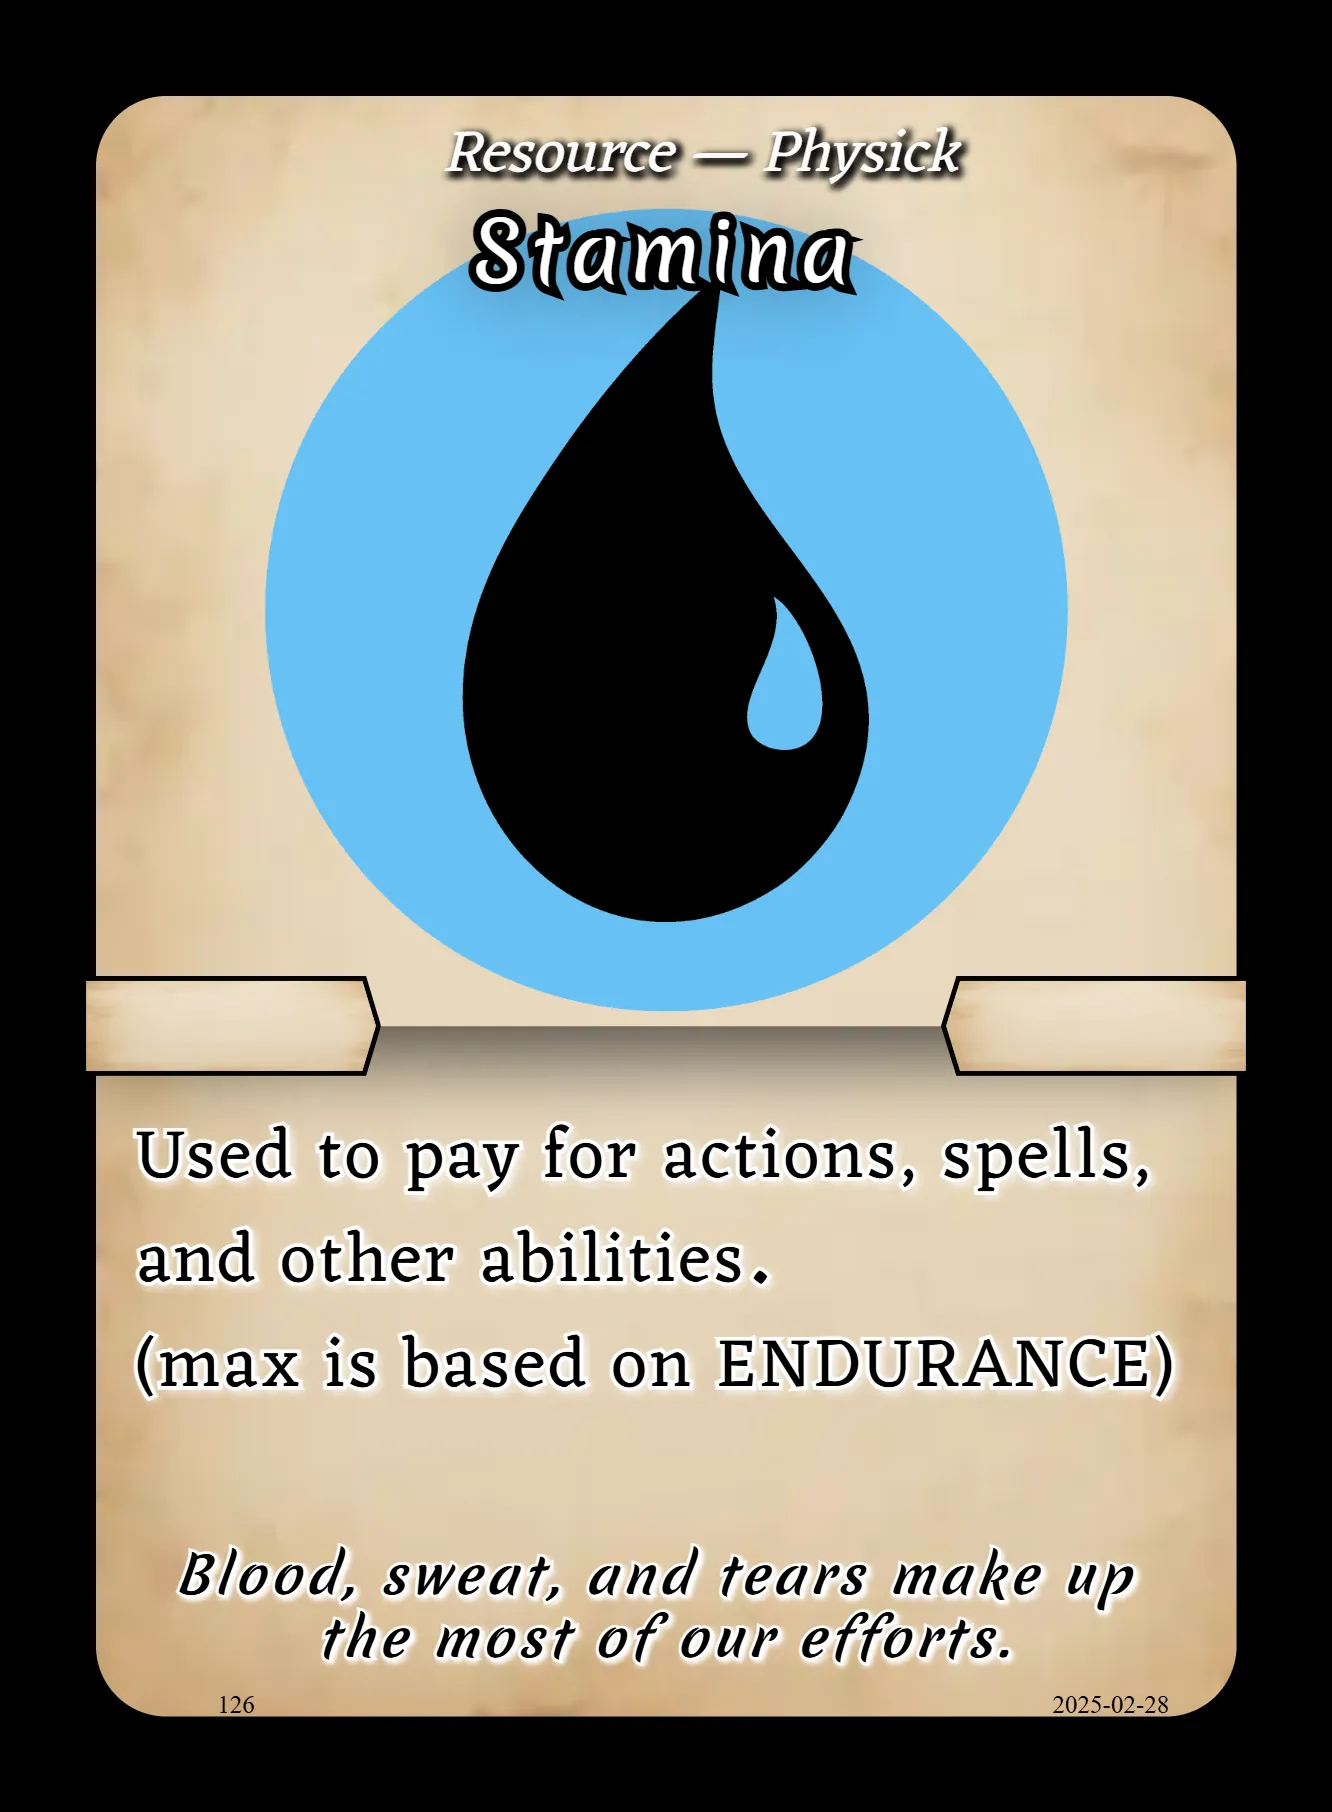 Resource — Physick
Stamina
Used to pay for actions, spells,
and other abilities.
(max is based on ENDURANCE)
Blood, sweat, and tears make up
the most of our efforts.
126
2025-02-28